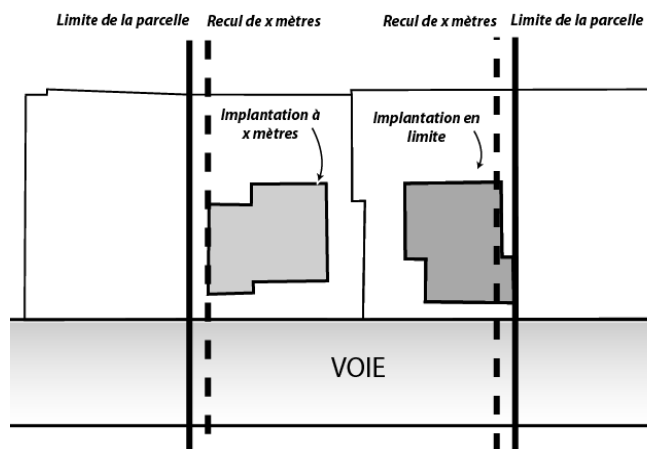 Limite de la parcelle Recul de x mètres Recul de x mètres Limite de la parcelle
Implantation à
x mètres
Implantation en
limite
VOIE